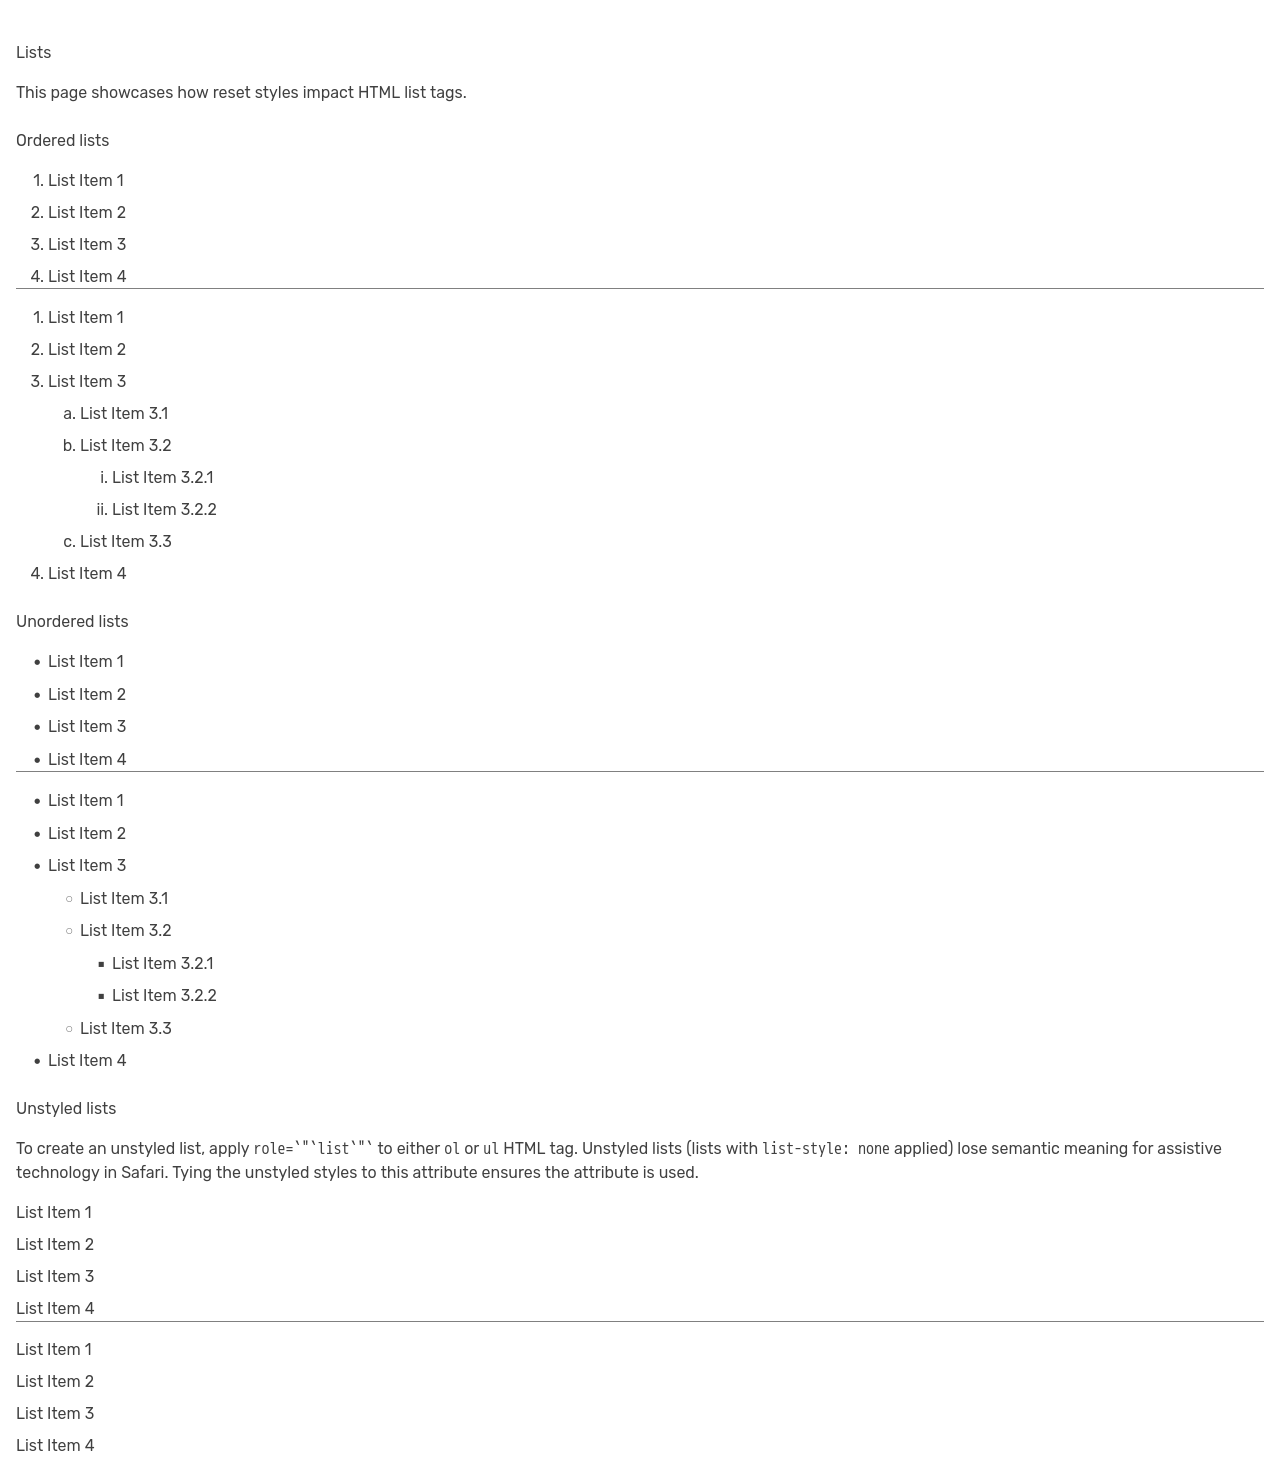 Lists
This page showcases how reset styles impact HTML list tags.
Ordered lists
1. List Item 1
2. List Item 2
3. List Item 3
4. List Item 4
1. List Item 1
2. List Item 2
3. List Item 3
a. List Item 3.1
b. List Item 3.2
i. List Item 3.2.1
ii. List Item 3.2.2
c. List Item 3.3
4. List Item 4
Unordered lists
• List Item 1
• List Item 2
• List Item 3
• List Item 4
• List Item 1
• List Item 2
• List Item 3
◦ List Item 3.1
◦ List Item 3.2
▪ List Item 3.2.1
▪ List Item 3.2.2
◦ List Item 3.3
• List Item 4
Unstyled lists
To create an unstyled list, apply role=`"`list`"` to either ol or ul HTML tag. Unstyled lists (lists with list-style: none applied) lose semantic meaning for assistive
technology in Safari. Tying the unstyled styles to this attribute ensures the attribute is used.
List Item 1
List Item 2
List Item 3
List Item 4
List Item 1
List Item 2
List Item 3
List Item 4